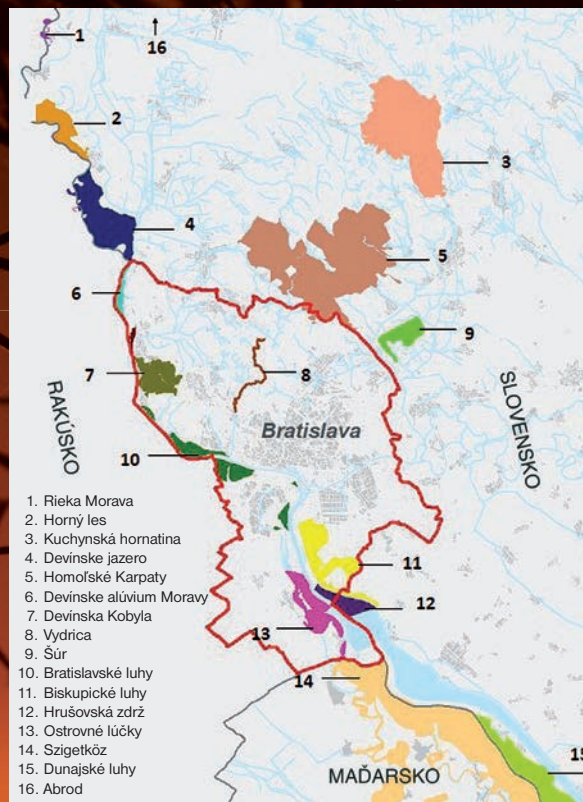 1
16
2
3
4
5
6
9
7
8
RAKÚSKO
SLOVENSKO
Bratislava
10
11
12
13
14
15
MAĎARSKO
1. Rieka Morava
2. Horný les
3. Kuchynská hornatina
4. Devínske jazero
5. Homoľské Karpaty
6. Devínske alúvium Moravy
7. Devínska Kobyla
8. Vydrica
9. Šúr
10. Bratislavské luhy
11. Biskupické luhy
12. Hrušovská zdrž
13. Ostrovné lúčky
14. Szigetköz
15. Dunajské luhy
16. Abrod